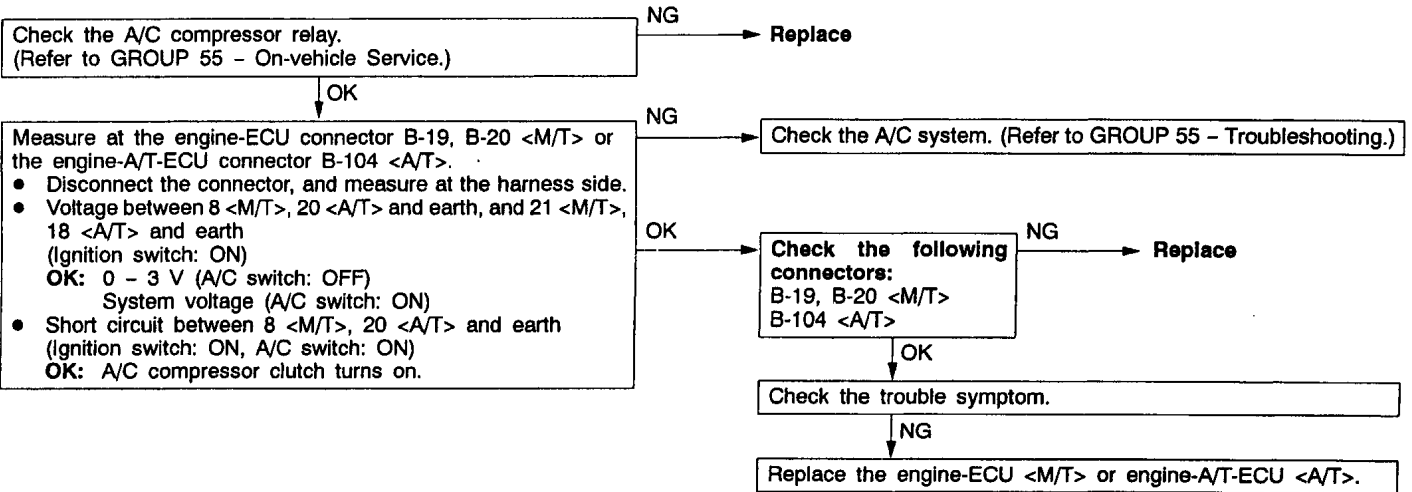 NG
Check the A/C compressor relay.
(Refer to GROUP 55 – On-vehicle Service.)
Replace
OK
Measure at the engine-ECU connector B-19, B-20 <M/T> or
the engine-A/T-ECU connector B-104 <A/T>.
● Disconnect the connector, and measure at the harness side.
● Voltage between 8 <M/T>, 20 <A/T> and earth, and 21 <M/T>,
18 <A/T> and earth
(Ignition switch: ON)
OK: 0 – 3 V (A/C switch: OFF)
System voltage (A/C switch: ON)
● Short circuit between 8 <M/T>, 20 <A/T> and earth
(Ignition switch: ON, A/C switch: ON)
OK: A/C compressor clutch turns on.
NG
Check the A/C system. (Refer to GROUP 55 – Troubleshooting.)
OK
Check the following
connectors:
B-19, B-20 <M/T>
B-104 <A/T>
NG
Replace
OK
Check the trouble symptom.
NG
Replace the engine-ECU <M/T> or engine-A/T-ECU <A/T>.